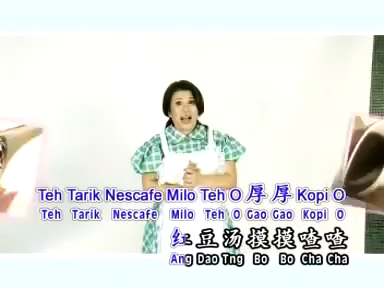 Teh Tarik Nescafe Milo Teh O 厚厚 Kopi O
Teh Tarik Nescafe Milo Teh O Gao Gao Kopi O
红豆汤摸摸喳喳
Ang Dao Tng Bo Bo Cha Cha